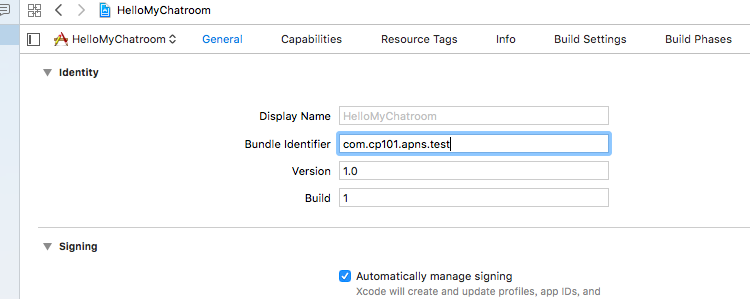 HelloMyChatroom
HelloMyChatroom General Capabilities Resource Tags Info Build Settings Build Phases
Identity
Display Name HelloMyChatroom
Bundle Identifier com.cp101.apns.test
Version 1.0
Build 1
Signing
Automatically manage signing
Xcode will create and update profiles, app IDs, and